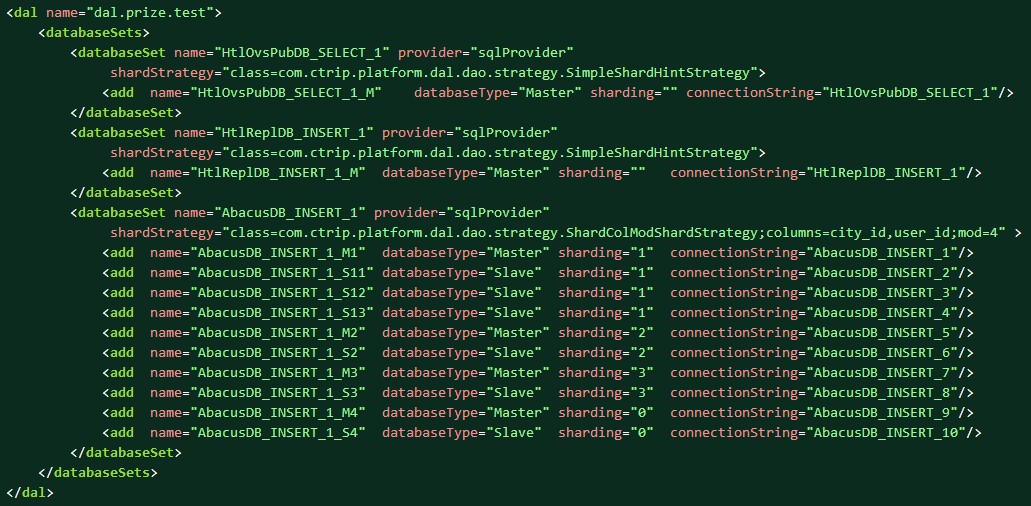 <dal name="dal.prize.test">
    <databaseSets>
        <databaseSet name="HtlOvsPubDB_SELECT_1" provider="sqlProvider"
             shardStrategy="class=com.ctrip.platform.dal.dao.strategy.SimpleShardHintStrategy">
            <add  name="HtlOvsPubDB_SELECT_1_M"    databaseType="Master" sharding="" connectionString="HtlOvsPubDB_SELECT_1"/>
        </databaseSet>
        <databaseSet name="HtlReplDB_INSERT_1" provider="sqlProvider"
             shardStrategy="class=com.ctrip.platform.dal.dao.strategy.SimpleShardHintStrategy">
            <add  name="HtlReplDB_INSERT_1_M"  databaseType="Master" sharding=""   connectionString="HtlReplDB_INSERT_1"/>
        </databaseSet>
        <databaseSet name="AbacusDB_INSERT_1" provider="sqlProvider"
             shardStrategy="class=com.ctrip.platform.dal.dao.strategy.ShardColModShardStrategy;columns=city_id,user_id;mod=4" >
            <add  name="AbacusDB_INSERT_1_M1"  databaseType="Master" sharding="1"  connectionString="AbacusDB_INSERT_1"/>
            <add  name="AbacusDB_INSERT_1_S11" databaseType="Slave"  sharding="1"  connectionString="AbacusDB_INSERT_2"/>
            <add  name="AbacusDB_INSERT_1_S12" databaseType="Slave"  sharding="1"  connectionString="AbacusDB_INSERT_3"/>
            <add  name="AbacusDB_INSERT_1_S13" databaseType="Slave"  sharding="1"  connectionString="AbacusDB_INSERT_4"/>
            <add  name="AbacusDB_INSERT_1_M2"  databaseType="Master" sharding="2"  connectionString="AbacusDB_INSERT_5"/>
            <add  name="AbacusDB_INSERT_1_S2"  databaseType="Slave"  sharding="2"  connectionString="AbacusDB_INSERT_6"/>
            <add  name="AbacusDB_INSERT_1_M3"  databaseType="Master" sharding="3"  connectionString="AbacusDB_INSERT_7"/>
            <add  name="AbacusDB_INSERT_1_S3"  databaseType="Slave"  sharding="3"  connectionString="AbacusDB_INSERT_8"/>
            <add  name="AbacusDB_INSERT_1_M4"  databaseType="Master" sharding="0"  connectionString="AbacusDB_INSERT_9"/>
            <add  name="AbacusDB_INSERT_1_S4"  databaseType="Slave"  sharding="0"  connectionString="AbacusDB_INSERT_10"/>
        </databaseSet>
    </databaseSets>
</dal>